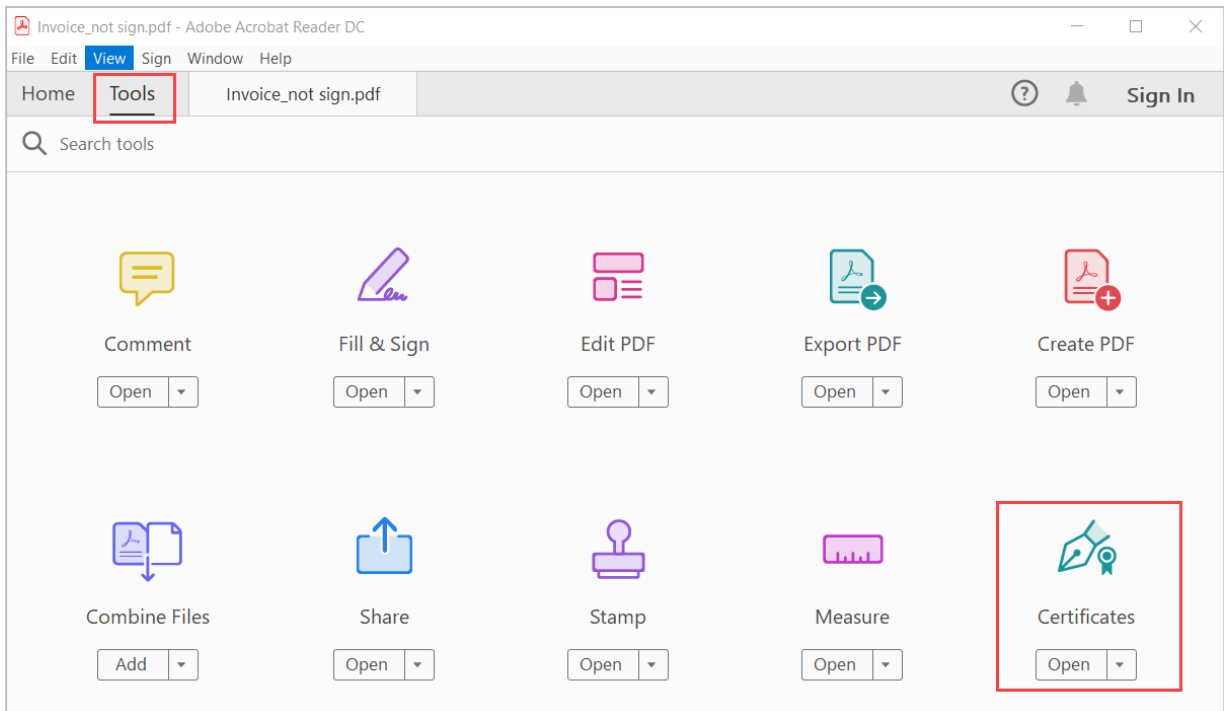 Invoice_not sign.pdf - Adobe Acrobat Reader DC
File Edit View Sign Window Help
Home Tools Invoice_not sign.pdf ? Sign In
Search tools
Comment Fill & Sign Edit PDF Export PDF Create PDF
Open Open Open Open Open
Combine Files Share Stamp Measure Certificates
Add Open Open Open Open